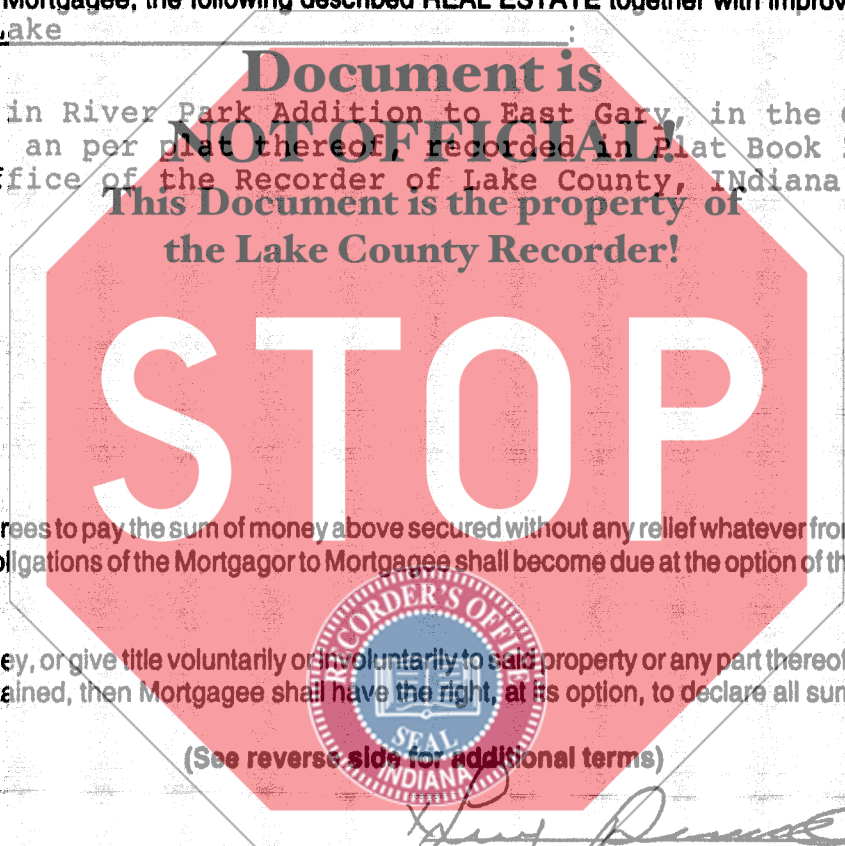 Mortgagee, the following described REAL ESTATE together with improv
Lake :
Document is
in River Park Addition to East Gary, in the
NOT OFFICIAL!
an per plat thereof, recorded in Plat Book
ffice of the Recorder of Lake County, INdiana
This Document is the property of
the Lake County Recorder!
STOP
rees to pay the sum of money above secured without any relief whatever from
oligations of the Mortgagor to Mortgagee shall become due at the option of th
RECORDER'S OFFICE
ey, or give title voluntarily or involuntarily to said property or any part thereof
ained, then Mortgagee shall have the right, at its option, to declare all sum
SEAL
(See reverse side for additional terms)
INDIANA